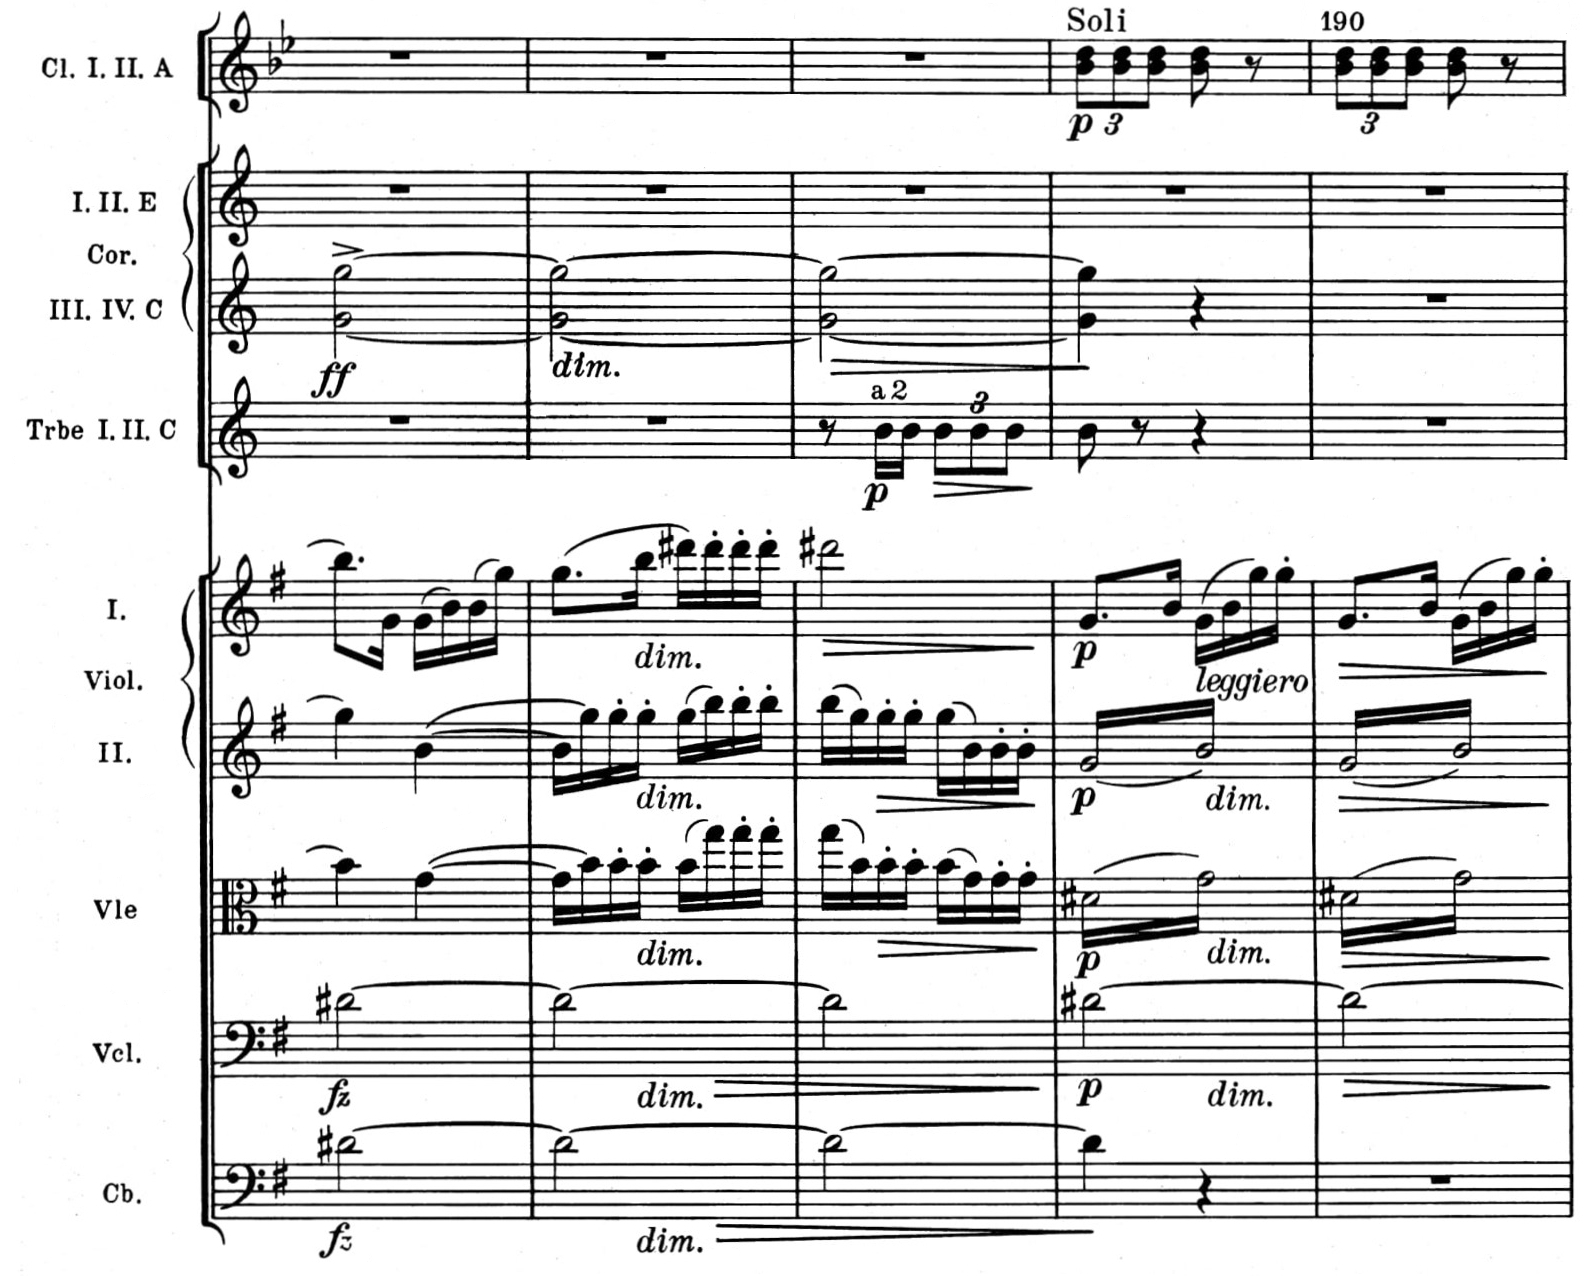 Soli 190
Cl. I. II. A
p 3 3
I. II. E
Cor.
III. IV. C
ff dim.
a 2
3
Trbe I. II. C
p
I.
dim. p
leggiero
Viol.
II.
dim. p dim.
Vle
dim. p dim.
Vcl.
fz dim. p dim.
Cb.
fz dim.